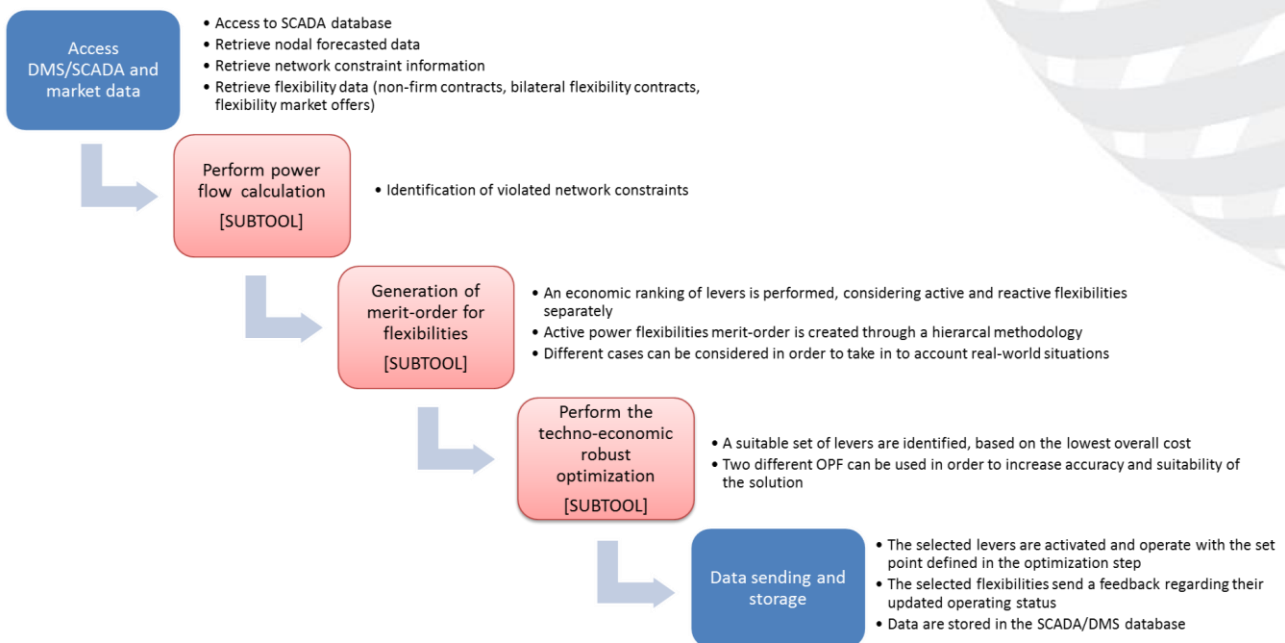 Access
DMS/SCADA and
market data
• Access to SCADA database
• Retrieve nodal forecasted data
• Retrieve network constraint information
• Retrieve flexibility data (non-firm contracts, bilateral flexibility contracts,
flexibility market offers)
Perform power
flow calculation
[SUBTOOL]
• Identification of violated network constraints
Generation of
merit-order for
flexibilities
[SUBTOOL]
• An economic ranking of levers is performed, considering active and reactive flexibilities
separately
• Active power flexibilities merit-order is created through a hierarcal methodology
• Different cases can be considered in order to take in to account real-world situations
Perform the
techno-economic
robust
optimization
[SUBTOOL]
• A suitable set of levers are identified, based on the lowest overall cost
• Two different OPF can be used in order to increase accuracy and suitability of
the solution
Data sending and
storage
• The selected levers are activated and operate with the set
point defined in the optimization step
• The selected flexibilities send a feedback regarding their
updated operating status
• Data are stored in the SCADA/DMS database